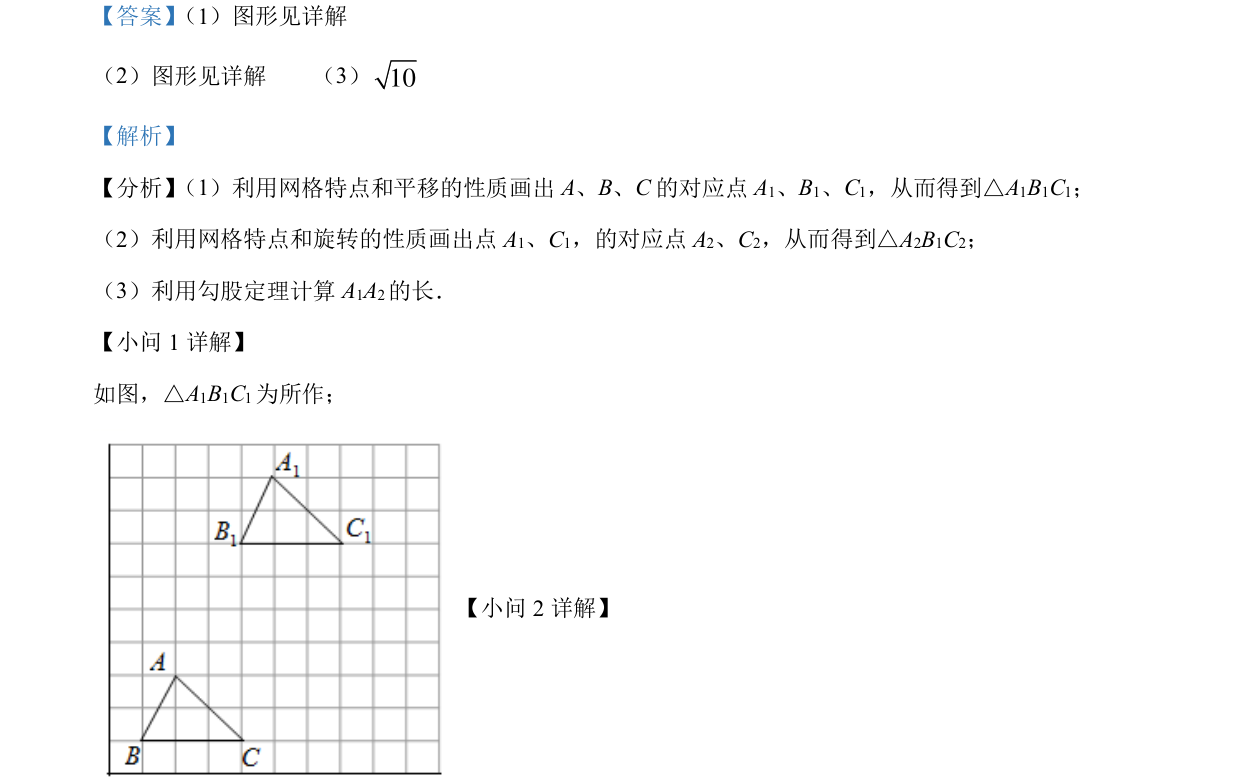 【答案】（1）图形见详解
（2）图形见详解 （3）√10
【解析】
【分析】（1）利用网格特点和平移的性质画出 A、B、C 的对应点 A₁、B₁、C₁，从而得到△A₁B₁C₁；
（2）利用网格特点和旋转的性质画出点 A₁、C₁，的对应点 A₂、C₂，从而得到△A₂B₁C₂；
（3）利用勾股定理计算 A₁A₂ 的长．
【小问 1 详解】
如图，△A₁B₁C₁ 为所作；
A₁
B₁ C₁
【小问 2 详解】
A
B C